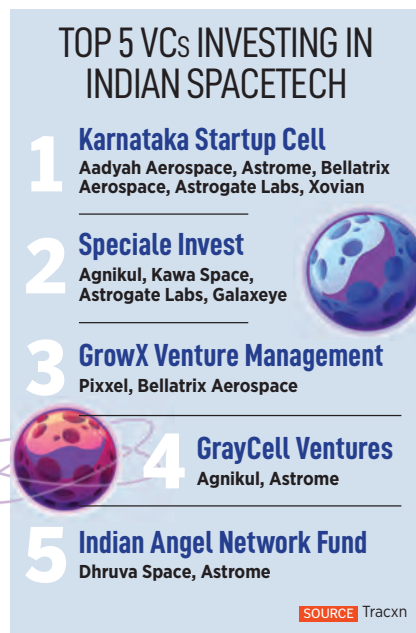 TOP 5 VCs INVESTING IN
INDIAN SPACETECH
1
Karnataka Startup Cell
Aadyah Aerospace, Astrome, Bellatrix
Aerospace, Astrogate Labs, Xovian
2
Speciale Invest
Agnikul, Kawa Space,
Astrogate Labs, Galaxeye
3
GrowX Venture Management
Pixxel, Bellatrix Aerospace
4
GrayCell Ventures
Agnikul, Astrome
5
Indian Angel Network Fund
Dhruva Space, Astrome
SOURCE Tracxn